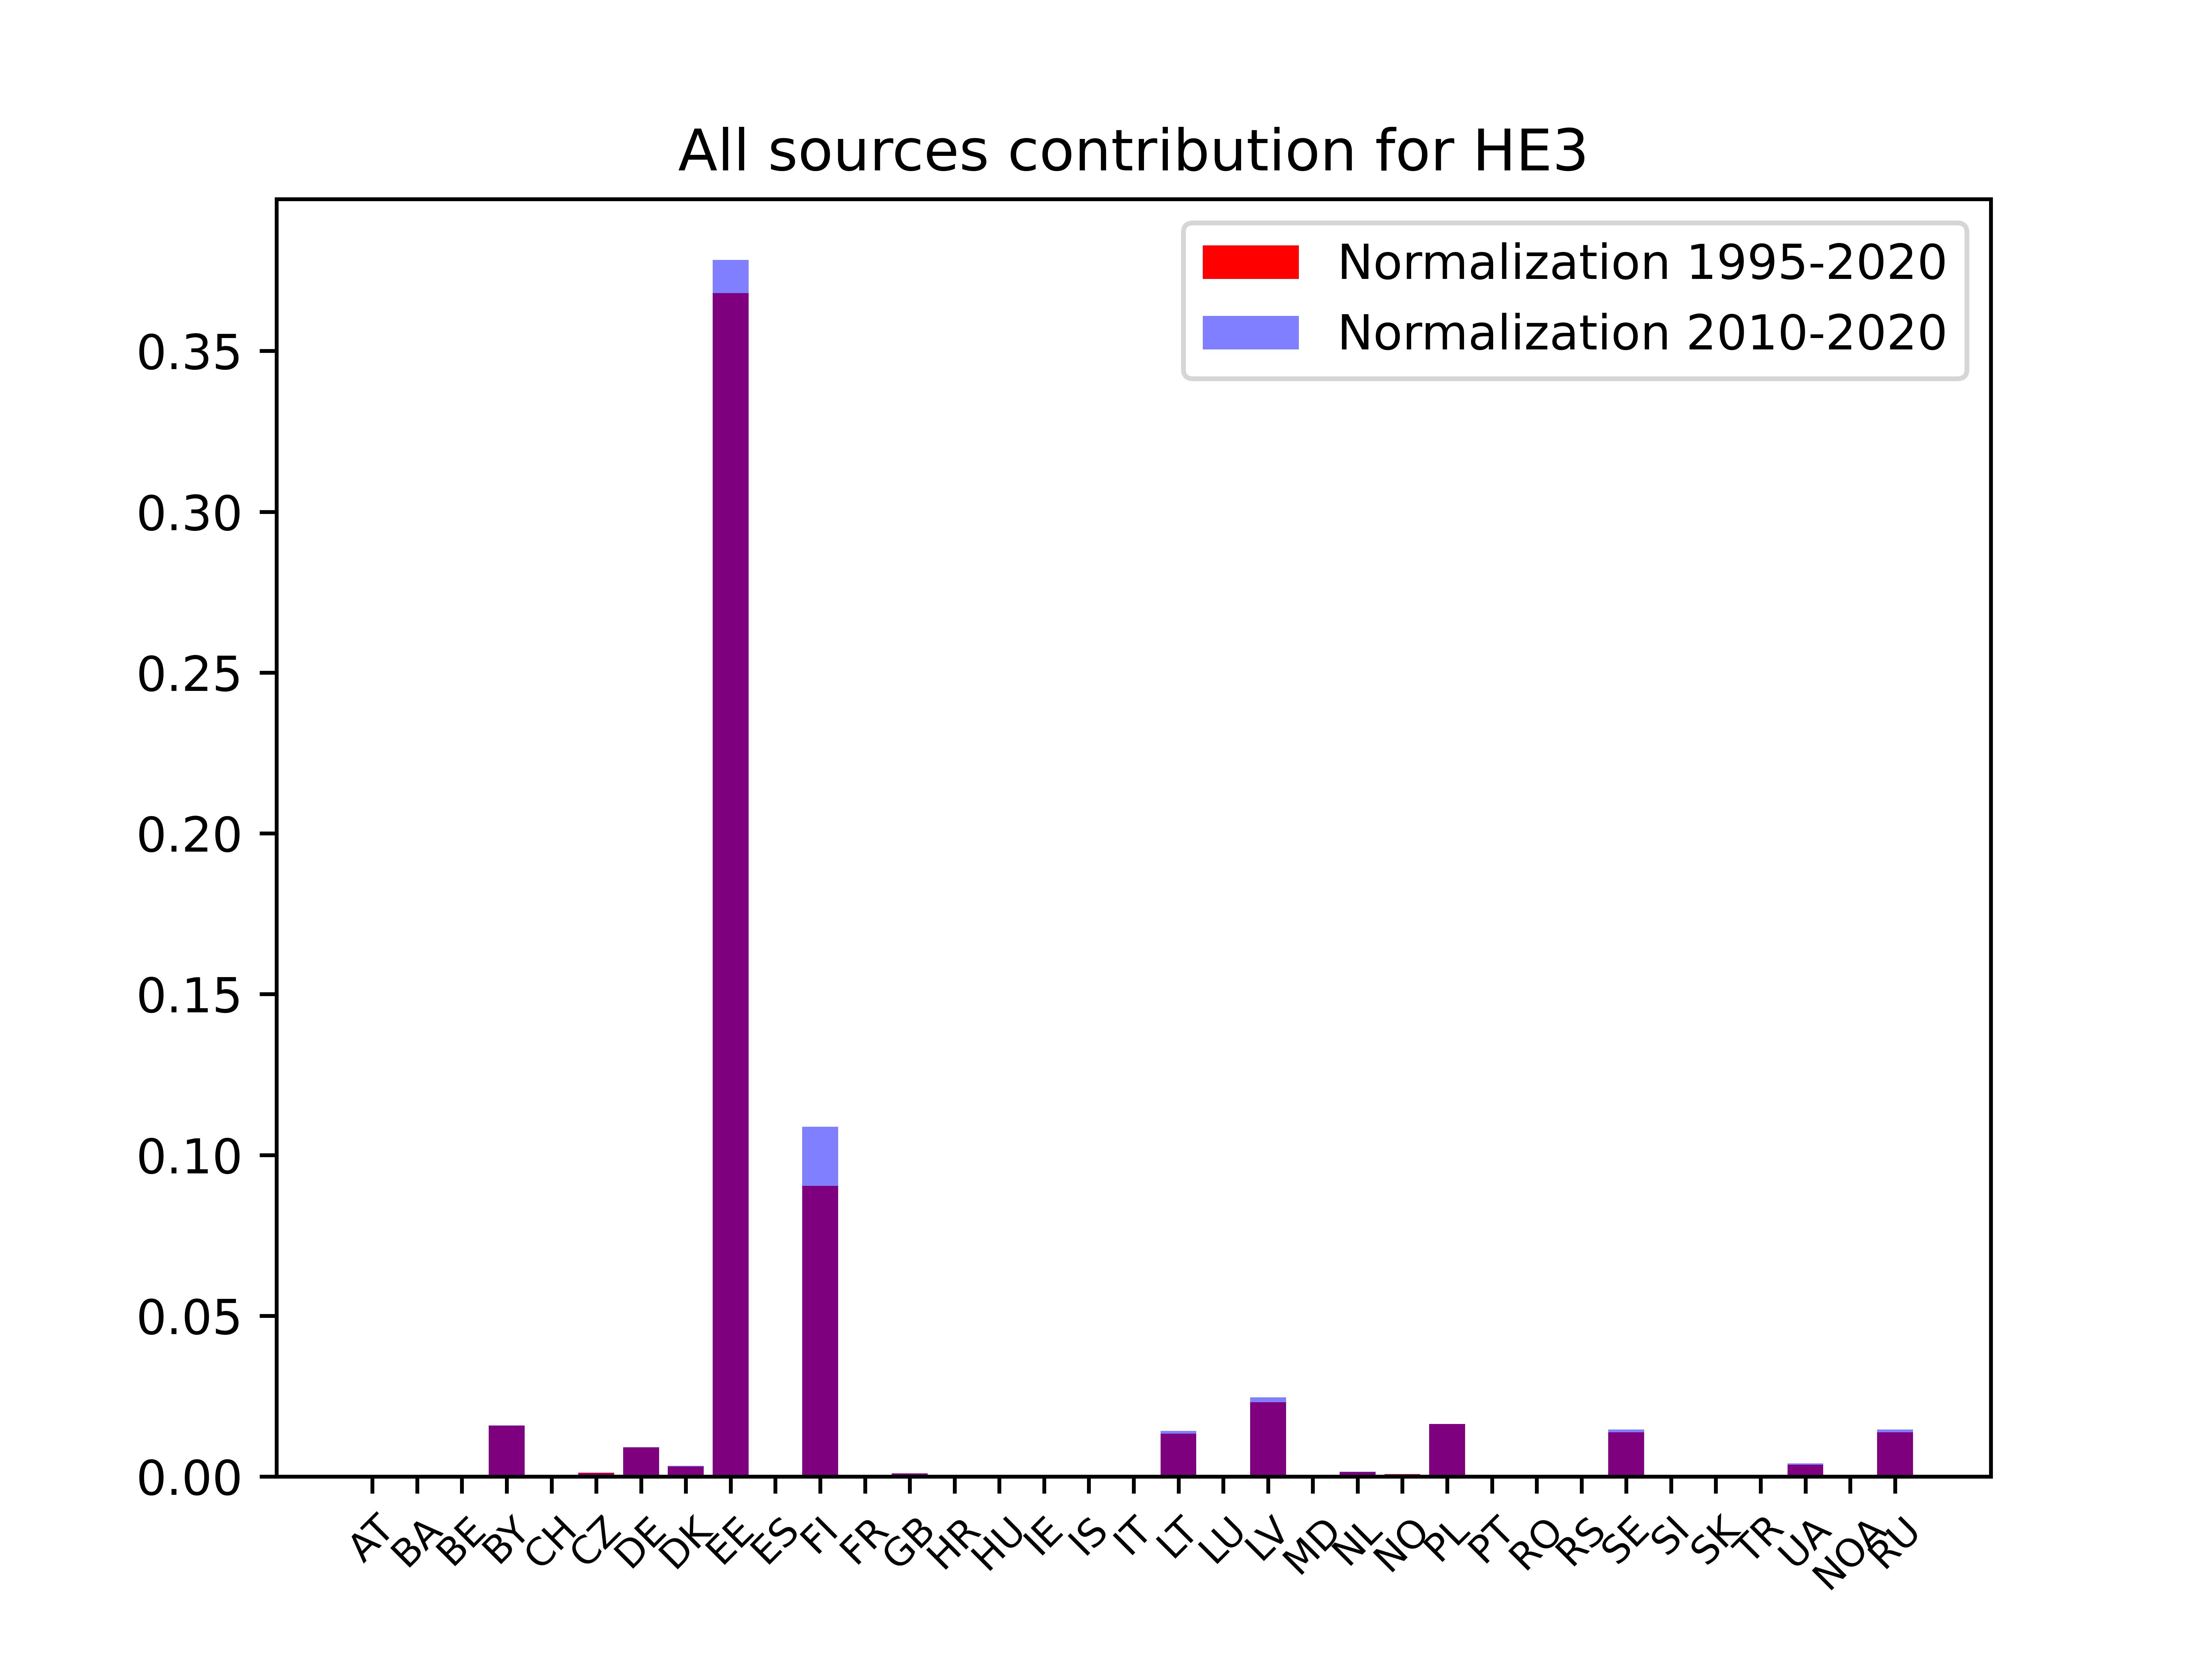 All sources contribution for HE3
Normalization 1995-2020
Normalization 2010-2020
0.35
0.30
0.25
0.20
0.15
0.10
0.05
0.00
AT BA BE BY CH CZ DE DK EE ES FI FR GB HR HU IE IS IT LT LU LV MD NL NO PL PT RO RS SE SI SK TR UA NOA RU